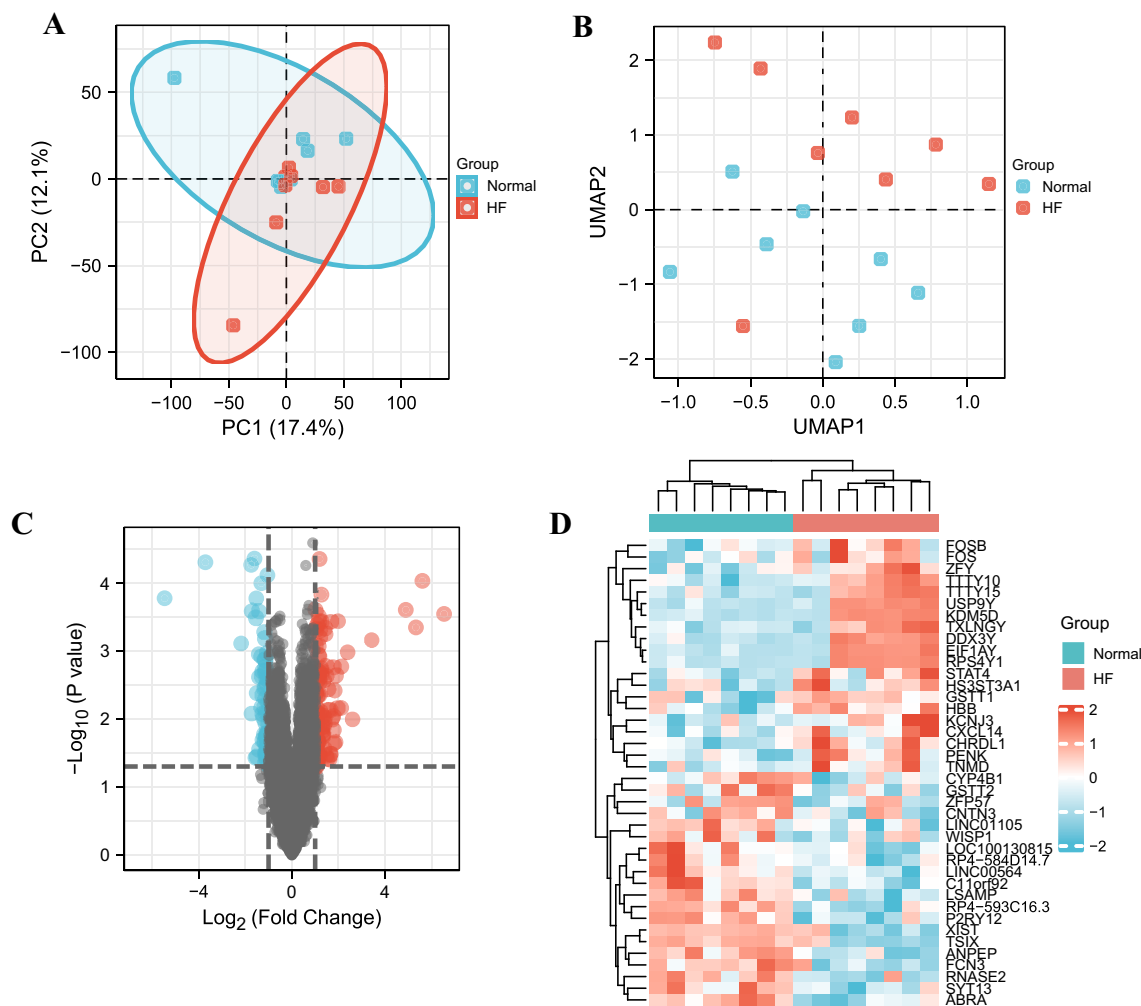 A
50
0
−50
−100
PC2 (12.1%)
−100
−50
0
50
100
PC1 (17.4%)
Group
Normal
HF
B
2
1
0
−1
−2
UMAP2
−1.0
−0.5
0.0
0.5
1.0
UMAP1
Group
Normal
HF
C
4
3
2
1
0
−Log10 (P value)
−4
0
4
Log2 (Fold Change)
D
FOSB
FOS
ZFY
TTTY10
TTTY15
USP9Y
KDM5D
TXLNGY
DDX3Y
EIF1AY
RPS4Y1
STAT4
HS3ST3A1
GSTT1
HBB
KCNJ3
CXCL14
CHRDL1
PENK
TNMD
CYP4B1
GSTT2
ZFP57
CNTN3
LINC01105
WISP1
LOC100130815
RP4−584D14.7
LINC00564
C11orf92
LSAMP
RP4−593C16.3
P2RY12
XIST
TSIX
ANPEP
FCN3
RNASE2
SYT13
ABRA
Group
Normal
HF
2
1
0
−1
−2